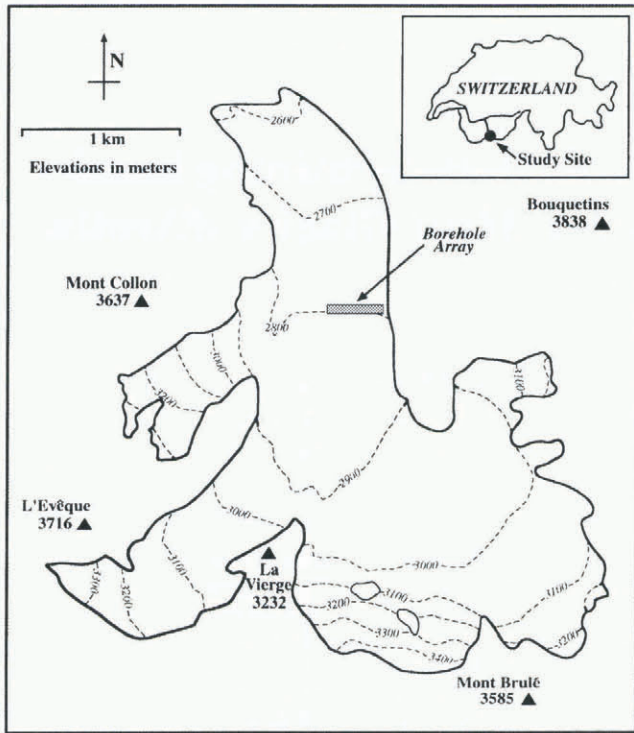 N
1 km
Elevations in meters
SWITZERLAND
Study Site
Bouquetins
3838
Borehole
Array
Mont Collon
3637
L'Evêque
3716
La
Vierge
3232
Mont Brulé
3585
2600
2700
2800
2900
3000
3200
3100
3000
3100
3200
3300
3000
3100
3200
3300
3400
3100
3200